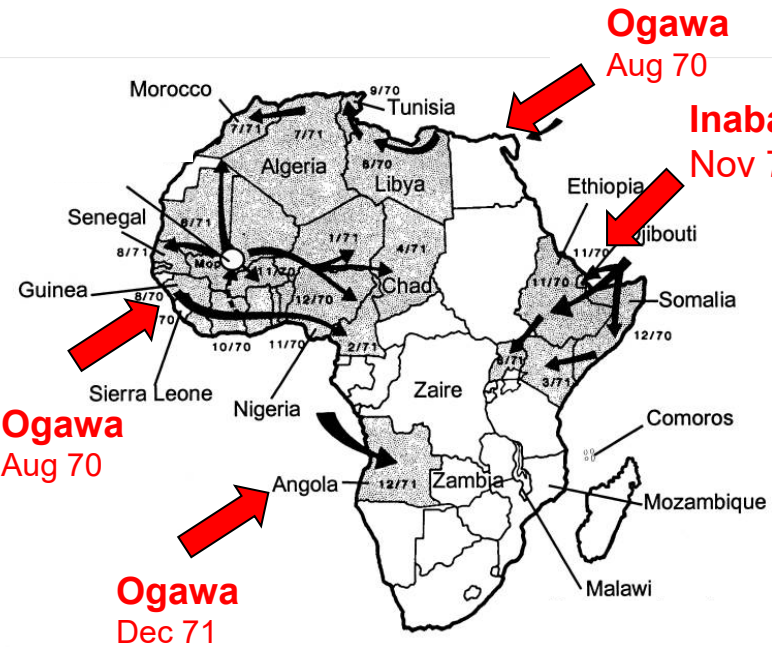 Ogawa
Aug 70
Inaba
Nov 7
Morocco
9/70
Tunisia
7/71
7/71
Algeria
8/70
Libya
Ethiopia
Djibouti
Senegal
8/71
8/71
Mop
11/70
1/71
4/71
Chad
11/70
11/70
Somalia
Guinea
8/70
70
12/70
12/70
10/70
11/70
2/71
3/71
Sierra Leone
Nigeria
Zaire
Ogawa
Aug 70
Comoros
Angola
12/71
Zambia
Mozambique
Malawi
Ogawa
Dec 71